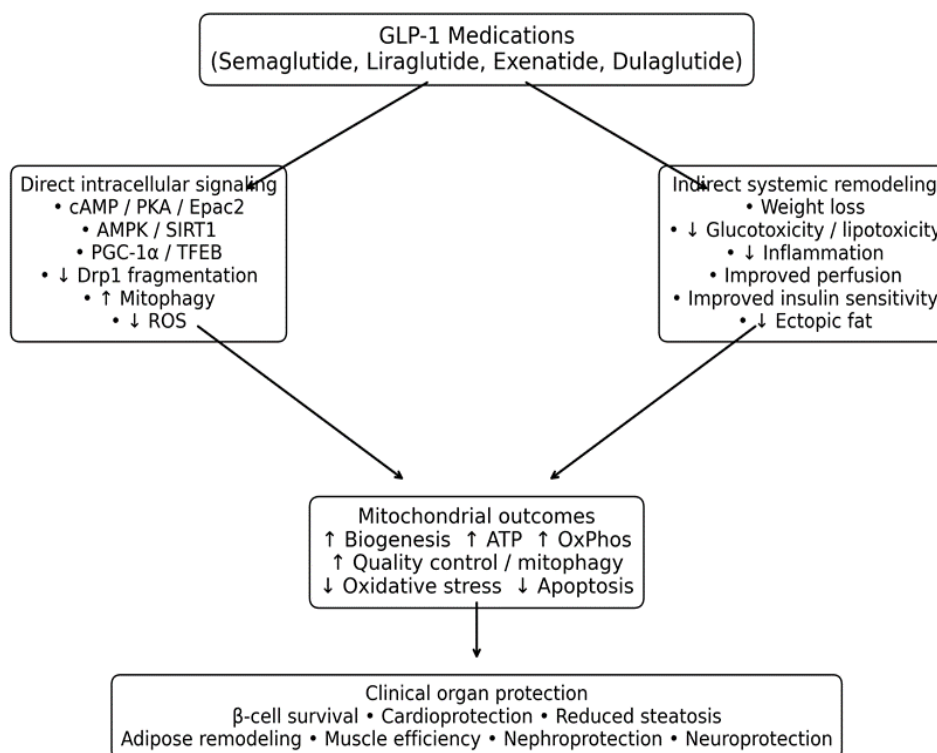 GLP-1 Medications
(Semaglutide, Liraglutide, Exenatide, Dulaglutide)
Direct intracellular signaling
• cAMP / PKA / Epac2
• AMPK / SIRT1
• PGC-1α / TFEB
• ↓ Drp1 fragmentation
• ↑ Mitophagy
• ↓ ROS
Indirect systemic remodeling
• Weight loss
• ↓ Glucotoxicity / lipotoxicity
• ↓ Inflammation
• Improved perfusion
• Improved insulin sensitivity
• ↓ Ectopic fat
Mitochondrial outcomes
↑ Biogenesis ↑ ATP ↑ OxPhos
↑ Quality control / mitophagy
↓ Oxidative stress ↓ Apoptosis
Clinical organ protection
β-cell survival • Cardioprotection • Reduced steatosis
Adipose remodeling • Muscle efficiency • Nephroprotection • Neuroprotection